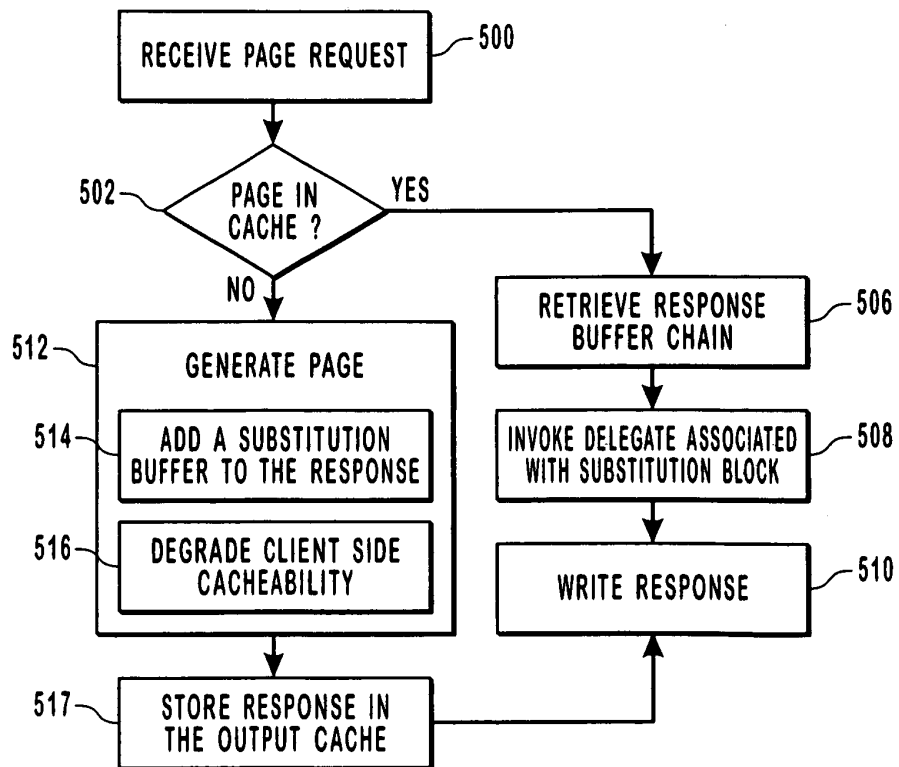 RECEIVE PAGE REQUEST
500
502
PAGE IN
CACHE ?
YES
NO
512
GENERATE PAGE
514
ADD A SUBSTITUTION
BUFFER TO THE RESPONSE
516
DEGRADE CLIENT SIDE
CACHEABILITY
517
STORE RESPONSE IN
THE OUTPUT CACHE
RETRIEVE RESPONSE
BUFFER CHAIN
506
INVOKE DELEGATE ASSOCIATED
WITH SUBSTITUTION BLOCK
508
WRITE RESPONSE
510